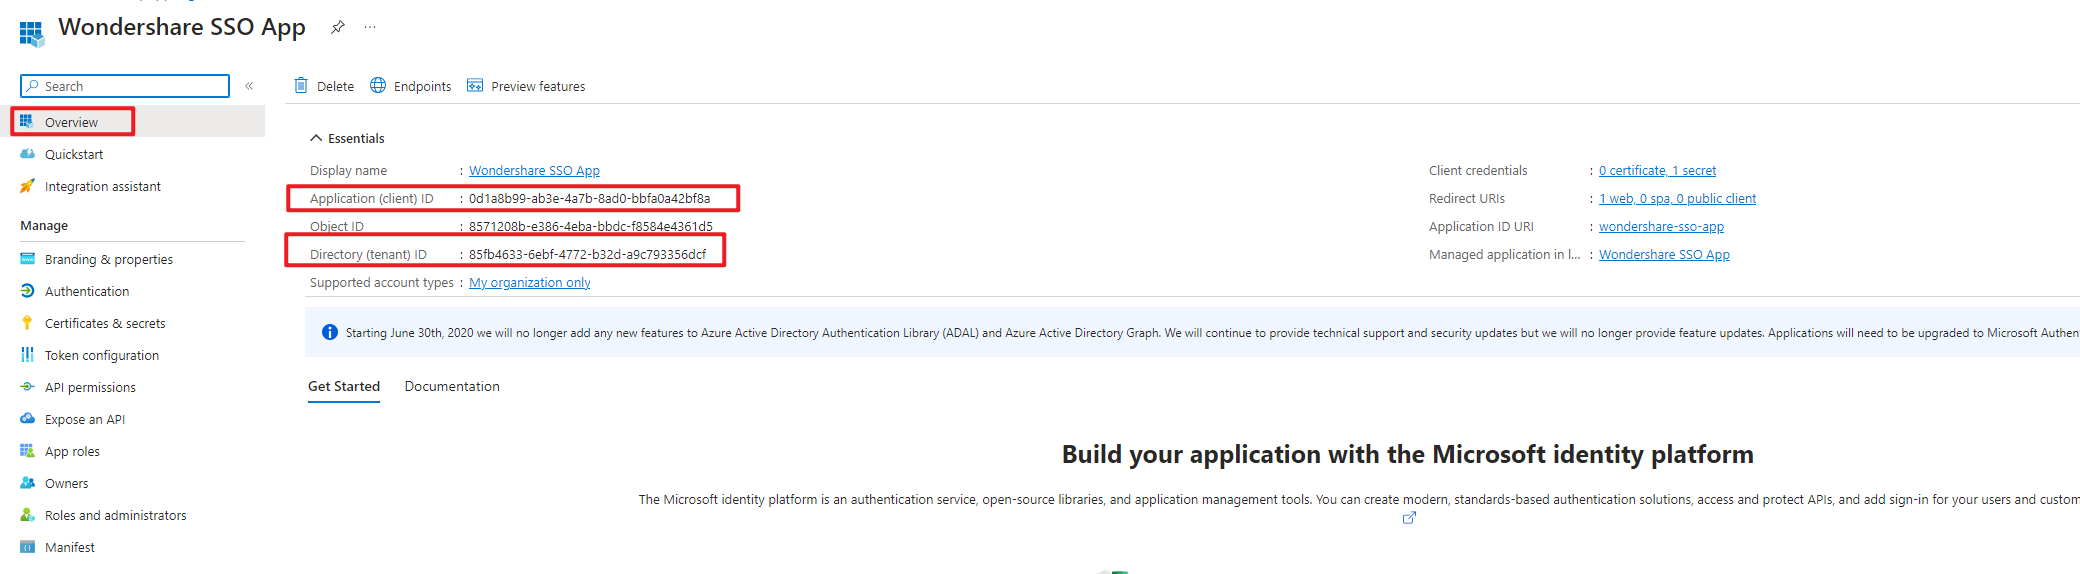 Wondershare SSO App
Search
Delete Endpoints Preview features
Overview
Quickstart
Integration assistant
Manage
Branding & properties
Authentication
Certificates & secrets
Token configuration
API permissions
Expose an API
App roles
Owners
Roles and administrators
Manifest
Essentials
Display name : Wondershare SSO App
Application (client) ID : 0d1a8b99-ab3e-4a7b-8ad0-bbfa0a42bf8a
Object ID : 8571208b-e386-4eba-bbdc-f8584e4361d5
Directory (tenant) ID : 85fb4633-6ebf-4772-b32d-a9c793356dcf
Supported account types : My organization only
Client credentials : 0 certificate, 1 secret
Redirect URIs : 1 web, 0 spa, 0 public client
Application ID URI : wondershare-sso-app
Managed application in l... : Wondershare SSO App
Starting June 30th, 2020 we will no longer add any new features to Azure Active Directory Authentication Library (ADAL) and Azure Active Directory Graph. We will continue to provide technical support and security updates but we will no longer provide feature updates. Applications will need to be upgraded to Microsoft Authen
Get Started Documentation
Build your application with the Microsoft identity platform
The Microsoft identity platform is an authentication service, open-source libraries, and application management tools. You can create modern, standards-based authentication solutions, access and protect APIs, and add sign-in for your users and custom